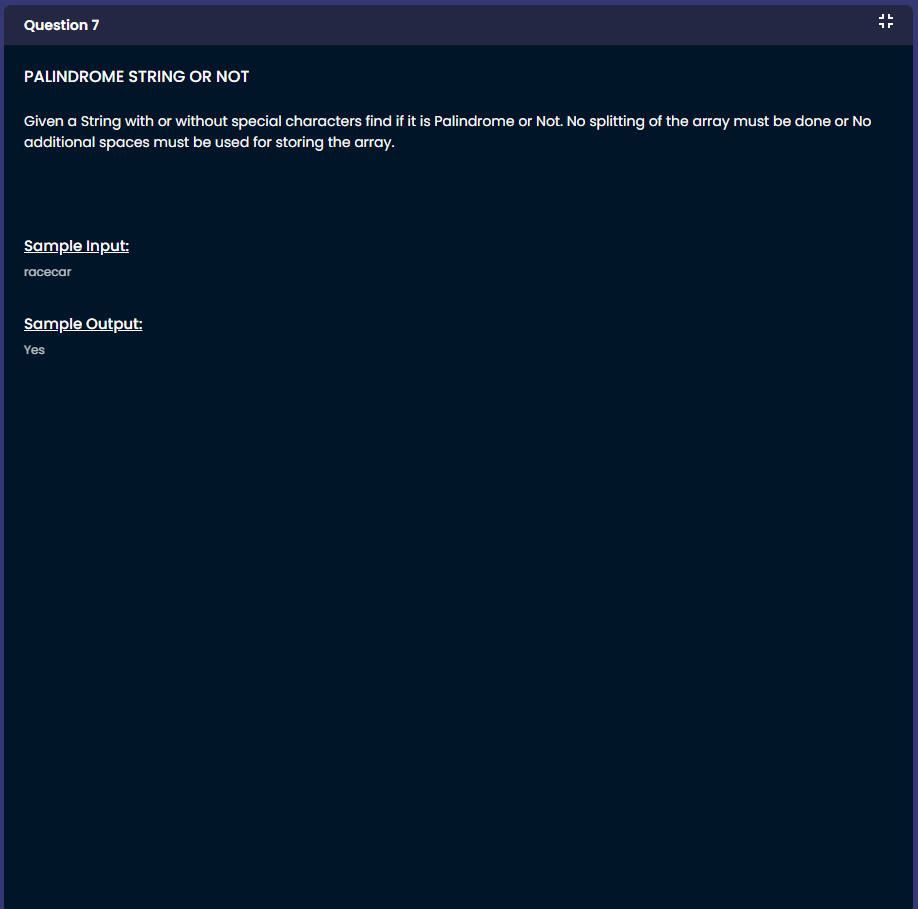 Question 7
PALINDROME STRING OR NOT
Given a String with or without special characters find if it is Palindrome or Not. No splitting of the array must be done or No
additional spaces must be used for storing the array.
Sample Input:
racecar
Sample Output:
Yes